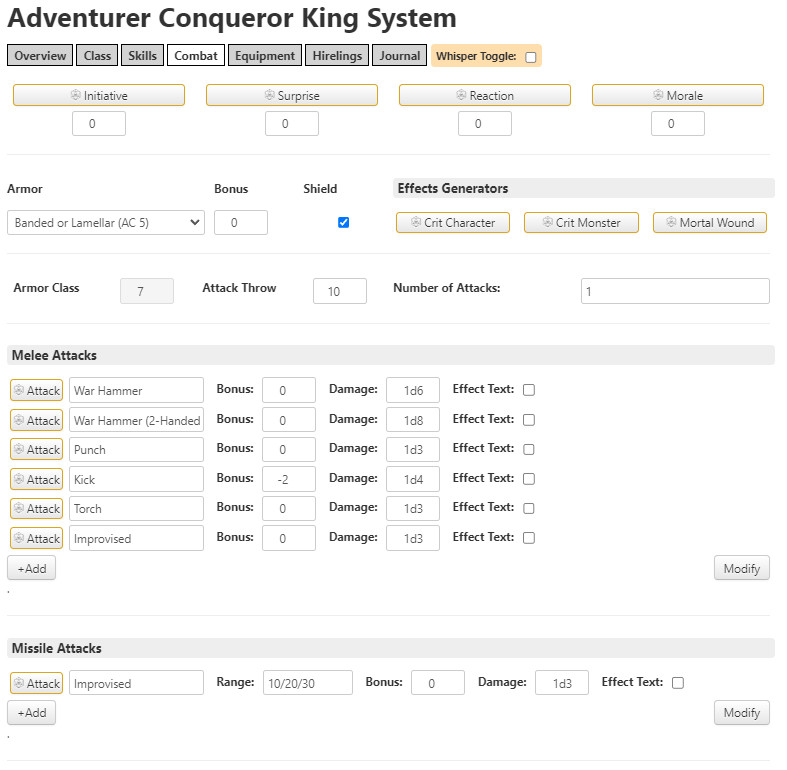 Adventurer Conqueror King System
Overview Class Skills Combat Equipment Hirelings Journal Whisper Toggle:
Initiative Surprise Reaction Morale
0 0 0 0
Armor Bonus Shield Effects Generators
Banded or Lamellar (AC 5) 0 Crit Character Crit Monster Mortal Wound
Armor Class 7 Attack Throw 10 Number of Attacks: 1
Melee Attacks
Attack War Hammer Bonus: 0 Damage: 1d6 Effect Text:
Attack War Hammer (2-Handed Bonus: 0 Damage: 1d8 Effect Text:
Attack Punch Bonus: 0 Damage: 1d3 Effect Text:
Attack Kick Bonus: -2 Damage: 1d4 Effect Text:
Attack Torch Bonus: 0 Damage: 1d3 Effect Text:
Attack Improvised Bonus: 0 Damage: 1d3 Effect Text:
+Add Modify
.
Missile Attacks
Attack Improvised Range: 10/20/30 Bonus: 0 Damage: 1d3 Effect Text:
+Add Modify
.